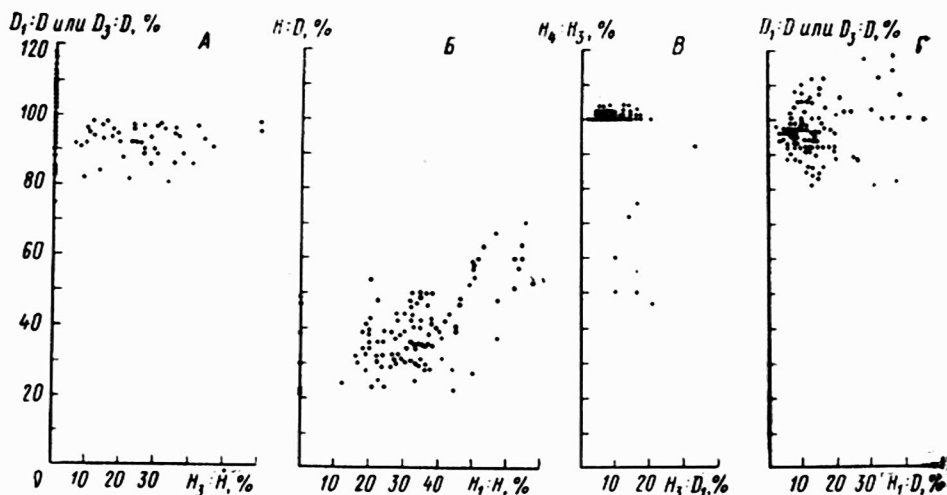 D₁:D или D₃:D, %
А
H:D, %
Б
H₄:H₃, %
В
D₁:D или D₃:D, %
Г
120
100
80
60
40
20
0
10 20 30 H₃:H, %
10 20 30 40 H₁:H, %
10 20 H₃:D₁, %
10 20 30 H₁:D, %